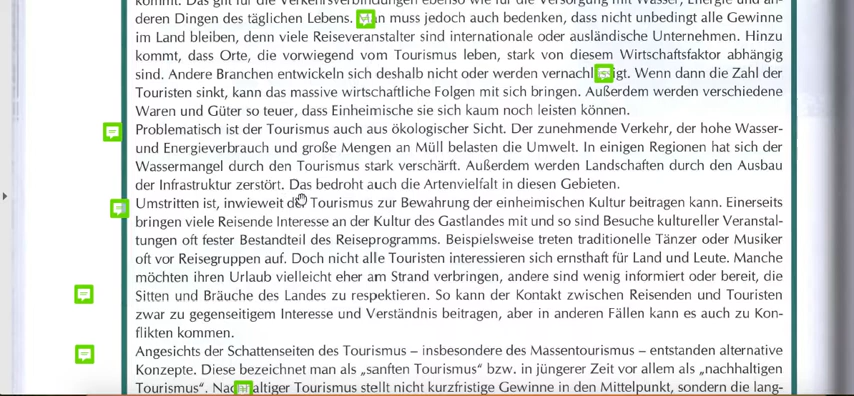 kommt. Das gilt für die Verkehrsverbindungen ebenso wie für die Versorgung mit Wasser, Energie und an-
deren Dingen des täglichen Lebens. muss jedoch auch bedenken, dass nicht unbedingt alle Gewinne
im Land bleiben, denn viele Reiseveranstalter sind internationale oder ausländische Unternehmen. Hinzu
kommt, dass Orte, die vorwiegend vom Tourismus leben, stark von diesem Wirtschaftsfaktor abhängig
sind. Andere Branchen entwickeln sich deshalb nicht oder werden vernachlässigt. Wenn dann die Zahl der
Touristen sinkt, kann das massive wirtschaftliche Folgen mit sich bringen. Außerdem werden verschiedene
Waren und Güter so teuer, dass Einheimische sie sich kaum noch leisten können.
Problematisch ist der Tourismus auch aus ökologischer Sicht. Der zunehmende Verkehr, der hohe Wasser-
und Energieverbrauch und große Mengen an Müll belasten die Umwelt. In einigen Regionen hat sich der
Wassermangel durch den Tourismus stark verschärft. Außerdem werden Landschaften durch den Ausbau
der Infrastruktur zerstört. Das bedroht auch die Artenvielfalt in diesen Gebieten.
Umstritten ist, inwieweit der Tourismus zur Bewahrung der einheimischen Kultur beitragen kann. Einerseits
bringen viele Reisende Interesse an der Kultur des Gastlandes mit und so sind Besuche kultureller Veranstal-
tungen oft fester Bestandteil des Reiseprogramms. Beispielsweise treten traditionelle Tänzer oder Musiker
oft vor Reisegruppen auf. Doch nicht alle Touristen interessieren sich ernsthaft für Land und Leute. Manche
möchten ihren Urlaub vielleicht eher am Strand verbringen, andere sind wenig informiert oder bereit, die
Sitten und Bräuche des Landes zu respektieren. So kann der Kontakt zwischen Reisenden und Touristen
zwar zu gegenseitigem Interesse und Verständnis beitragen, aber in anderen Fällen kann es auch zu Kon-
flikten kommen.
Angesichts der Schattenseiten des Tourismus – insbesondere des Massentourismus – entstanden alternative
Konzepte. Diese bezeichnet man als „sanften Tourismus“ bzw. in jüngerer Zeit vor allem als „nachhaltigen
Tourismus“. Nachhaltiger Tourismus stellt nicht kurzfristige Gewinne in den Mittelpunkt, sondern die lang-